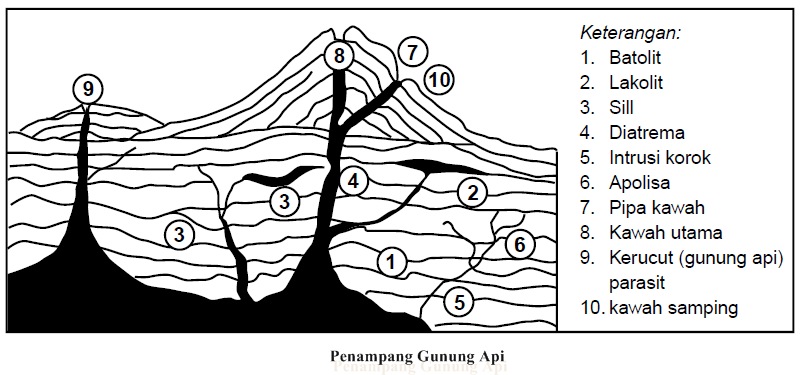 Keterangan:
1. Batolit
2. Lakolit
3. Sill
4. Diatrema
5. Intrusi korok
6. Apolisa
7. Pipa kawah
8. Kawah utama
9. Kerucut (gunung api)
parasit
10. kawah samping
8
7
10
9
4
2
3
3
6
1
5
Penampang Gunung Api
Penampang Gunung Api